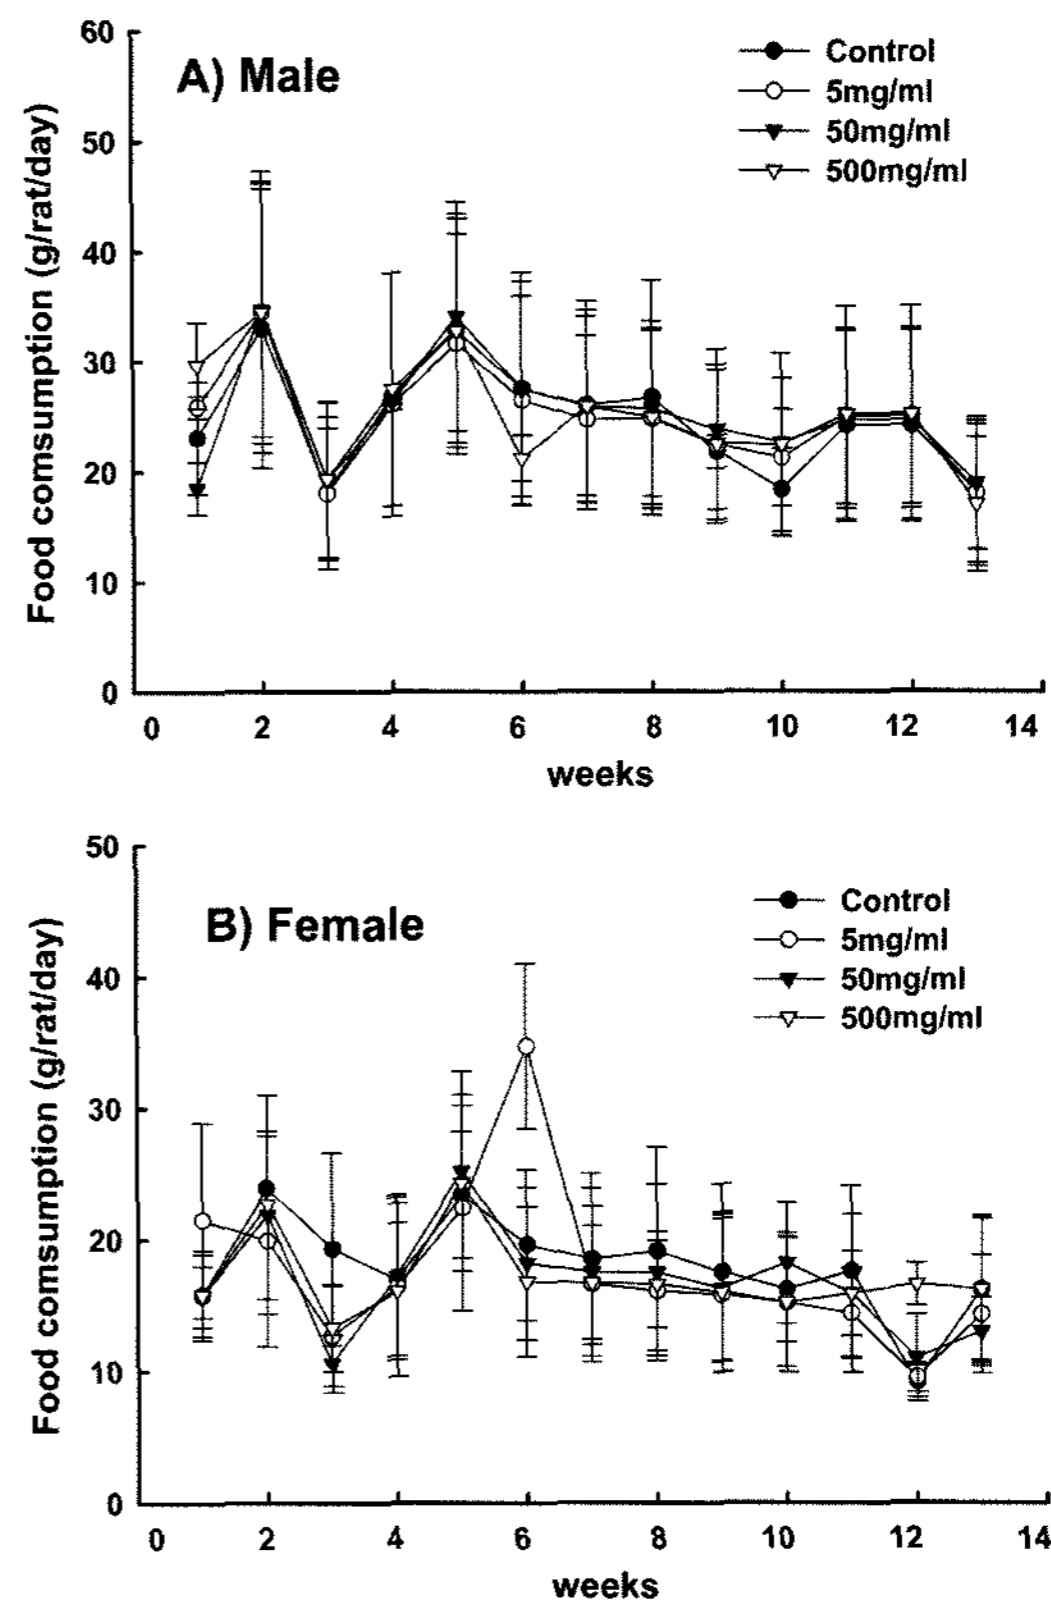 60
A) Male
Control
5mg/ml
50mg/ml
500mg/ml
50
40
30
20
10
0
Food comsumption (g/rat/day)
0 2 4 6 8 10 12 14
weeks
50
B) Female
Control
5mg/ml
50mg/ml
500mg/ml
40
30
20
10
0
Food comsumption (g/rat/day)
0 2 4 6 8 10 12 14
weeks